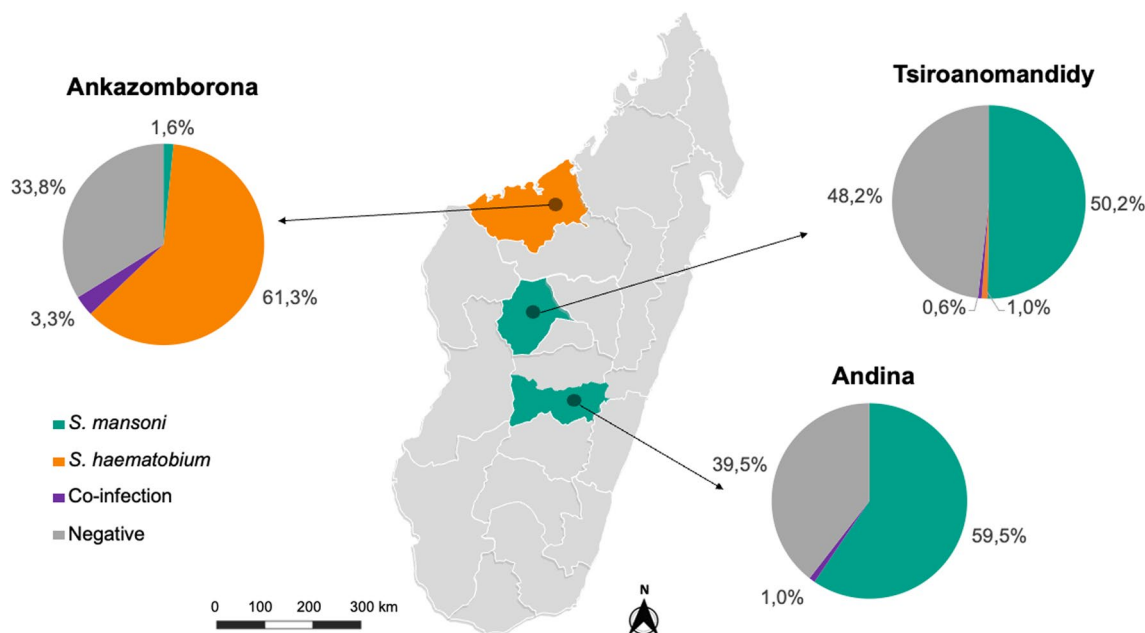 Ankazomborona
1,6%
33,8%
61,3%
3,3%
Tsiroanomandidy
48,2%
50,2%
0,6%
1,0%
Andina
39,5%
59,5%
1,0%
S. mansoni
S. haematobium
Co-infection
Negative
0 100 200 300 km
N